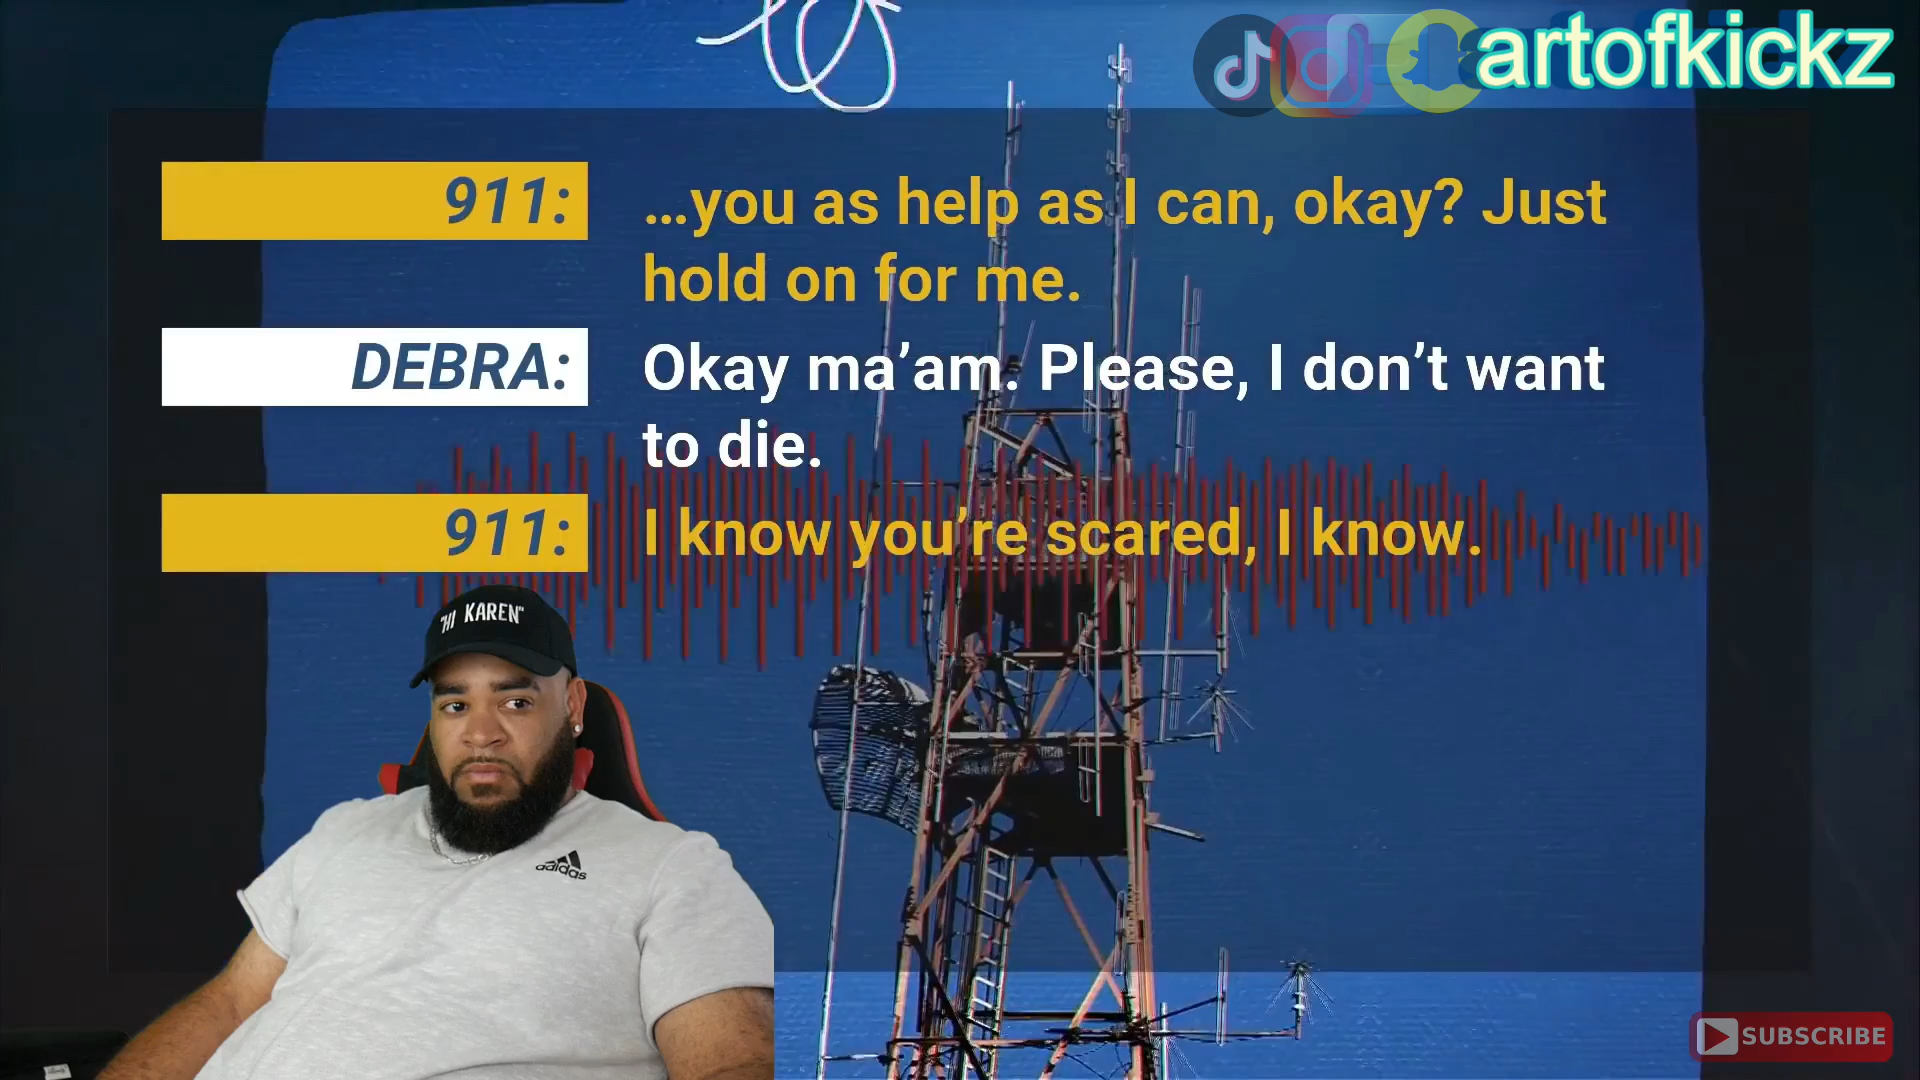 artofkickz
911:
...you as help as I can, okay? Just
hold on for me.
DEBRA:
Okay ma’am. Please, I don’t want
to die.
911:
I know you’re scared, I know.
"HI KAREN"
adidas
SUBSCRIBE